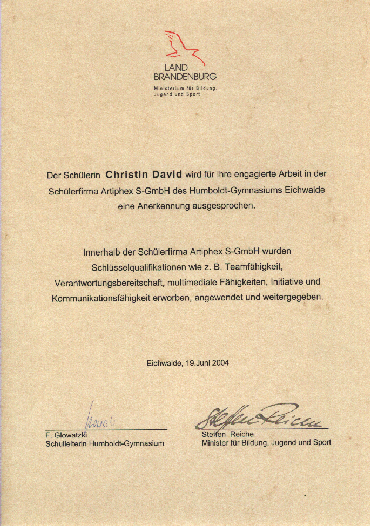 LAND
BRANDENBURG
Ministerium für Bildung,
Jugend und Sport
Der Schülerin Christin David wird für ihre engagierte Arbeit in der
Schülerfirma Artiphex S-GmbH des Humboldt-Gymnasiums Eichwalde
eine Anerkennung ausgesprochen.
Innerhalb der Schülerfirma Artiphex S-GmbH wurden
Schlüsselqualifikationen wie z. B. Teamfähigkeit,
Verantwortungsbereitschaft, multimediale Fähigkeiten, Initiative und
Kommunikationsfähigkeit erworben, angewendet und weitergegeben.
Eichwalde, 19.Juni 2004
Steffen Reiche
E. Glowatzki
Schulleiterin Humboldt-Gymnasium
Steffen Reiche
Minister für Bildung, Jugend und Sport